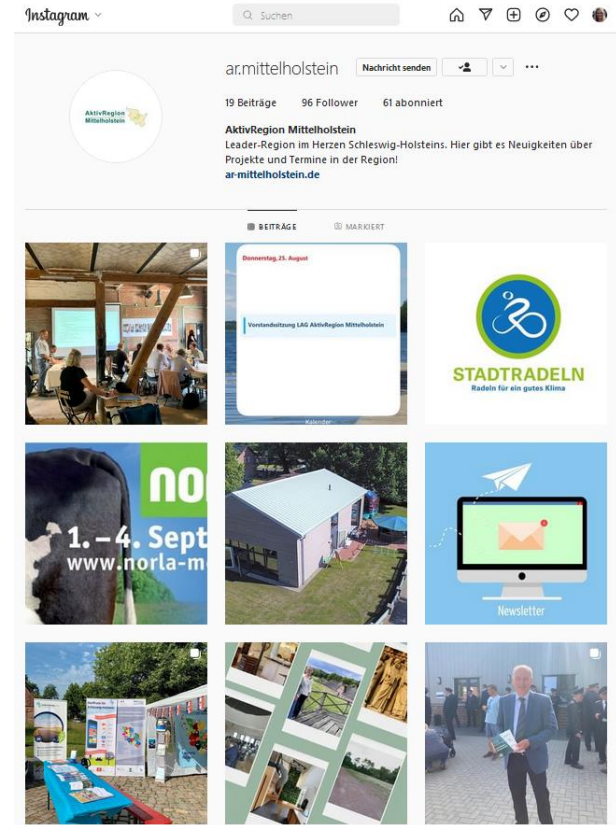 Instagram
Suchen
ar.mittelholstein Nachricht senden
19 Beiträge 96 Follower 61 abonniert
AktivRegion
Mittelholstein
AktivRegion Mittelholstein
Leader-Region im Herzen Schleswig-Holsteins. Hier gibt es Neuigkeiten über
Projekte und Termine in der Region!
ar-mittelholstein.de
BEITRÄGE MARKIERT
Donnerstag, 25. August
Vorstandssitzung LAG AktivRegion Mittelholstein
Kalender
STADTRADELN
Radeln für ein gutes Klima
no
1. – 4. Sept
www.norla-m
Newsletter